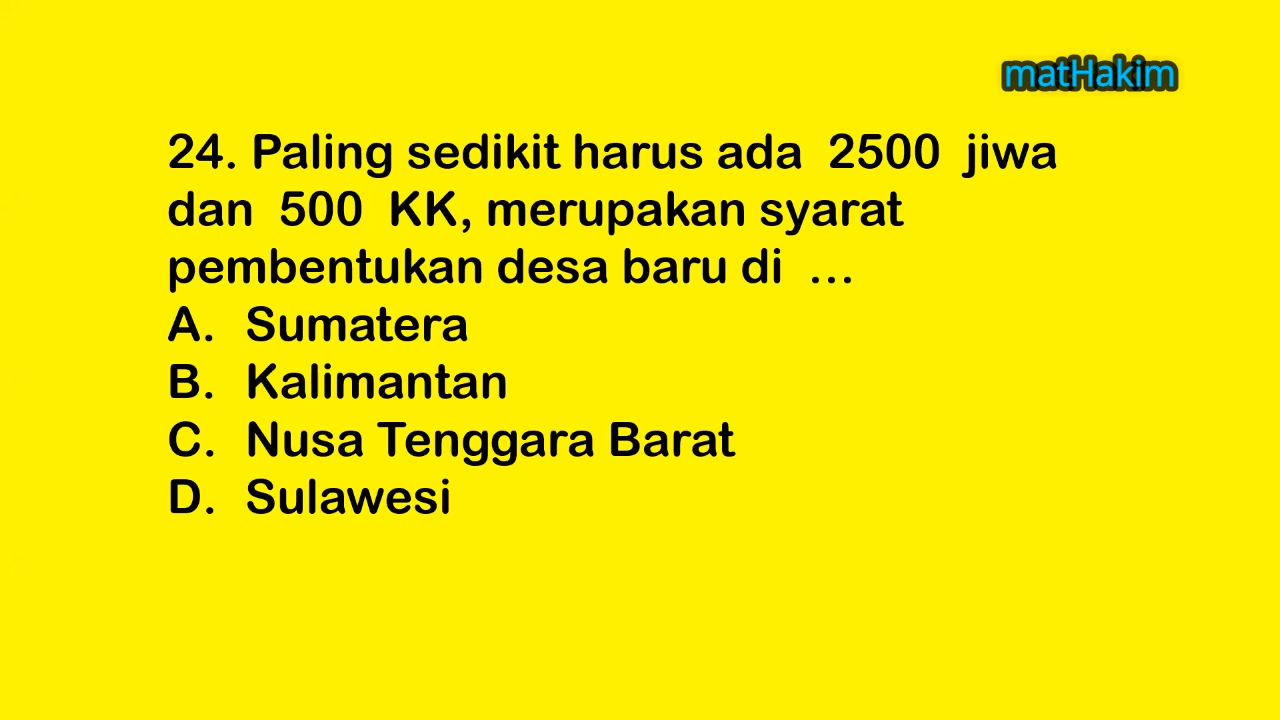 matHakim
24. Paling sedikit harus ada 2500 jiwa
dan 500 KK, merupakan syarat
pembentukan desa baru di ...
A. Sumatera
B. Kalimantan
C. Nusa Tenggara Barat
D. Sulawesi